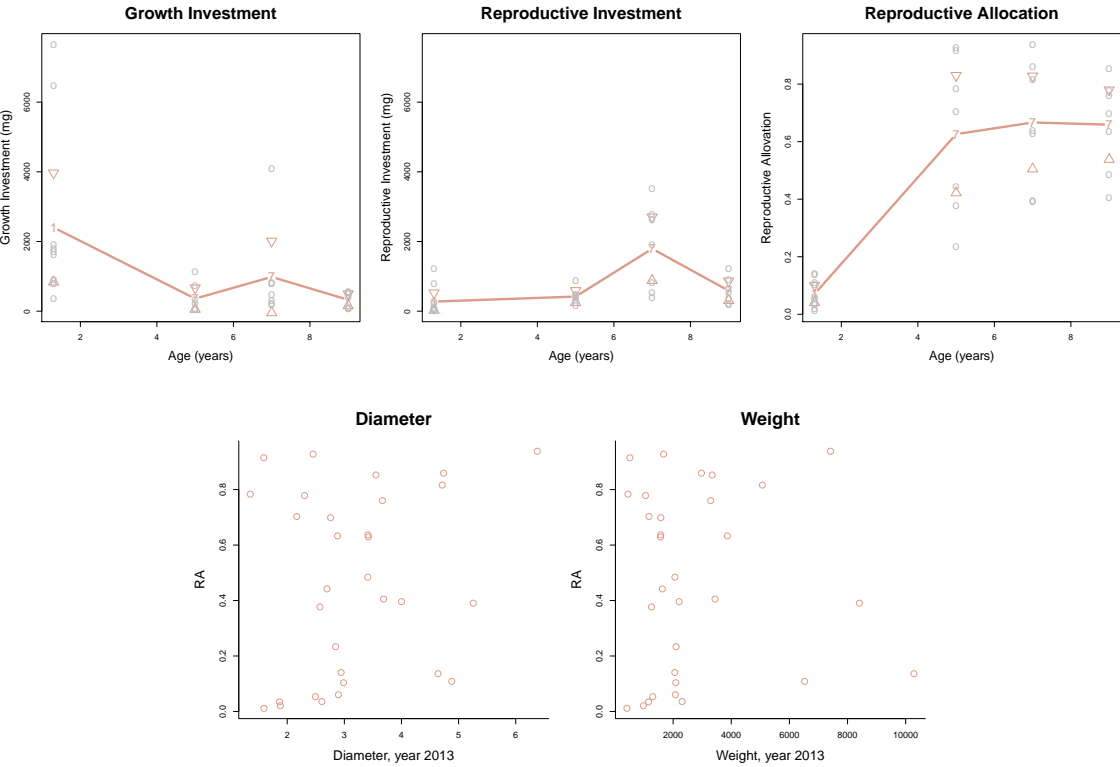 Growth Investment
Growth Investment (mg)
0 2000 4000 6000
1 7
2 4 6 8
Age (years)
Reproductive Investment
Reproductive Investment (mg)
0 2000 4000 6000
7
2 4 6 8
Age (years)
Reproductive Allocation
Reproductive Allovation
0.0 0.2 0.4 0.6 0.8
7 7 7
2 4 6 8
Age (years)
Diameter
RA
0.0 0.2 0.4 0.6 0.8
2 3 4 5 6
Diameter, year 2013
Weight
RA
0.0 0.2 0.4 0.6 0.8
2000 4000 6000 8000 10000
Weight, year 2013